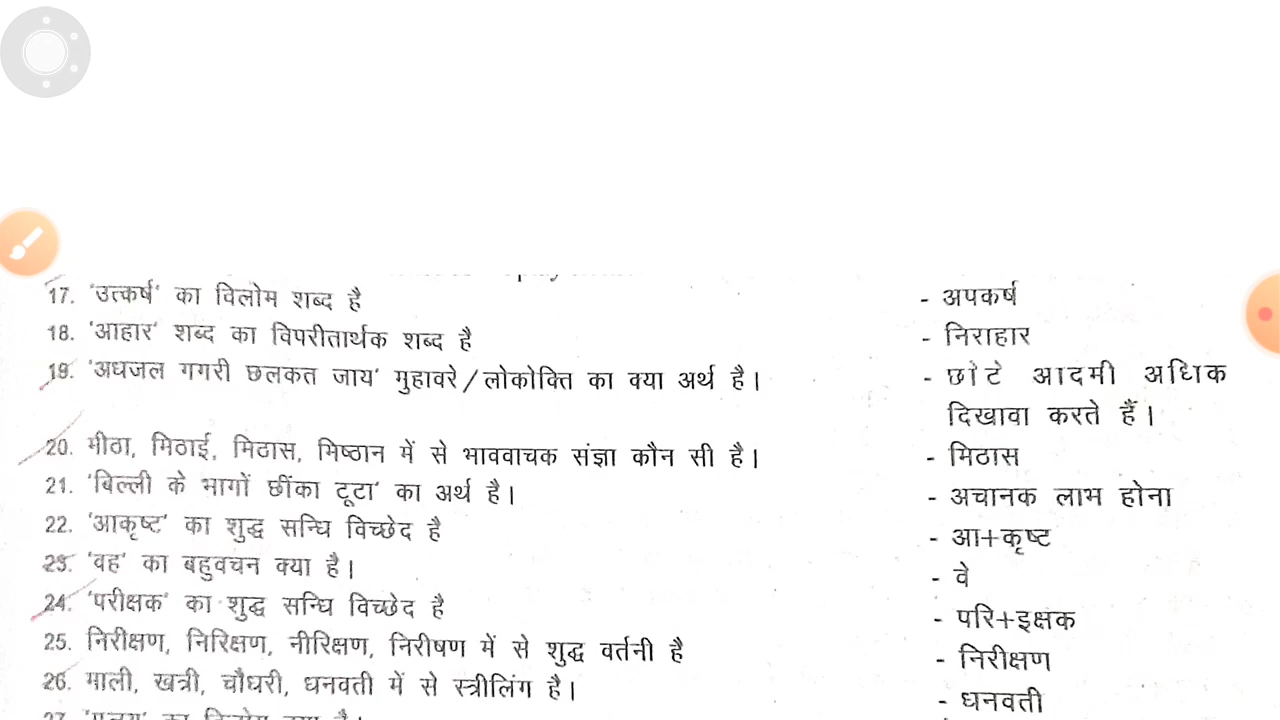 17. 'उत्कर्ष' का विलोम शब्द है - अपकर्ष
18. 'आहार' शब्द का विपरीतार्थक शब्द है - निराहार
19. 'अधजल गगरी छलकत जाय' मुहावरे/लोकोक्ति का क्या अर्थ है। - छोटे आदमी अधिक
दिखावा करते हैं।
20. मीठा, मिठाई, मिठास, मिष्ठान में से भाववाचक संज्ञा कौन सी है। - मिठास
21. 'बिल्ली के भागों छींका टूटा' का अर्थ है। - अचानक लाभ होना
22. 'आकृष्ट' का शुद्ध सन्धि विच्छेद है - आ+कृष्ट
23. 'वह' का बहुवचन क्या है। - वे
24. 'परीक्षक' का शुद्ध सन्धि विच्छेद है - परि+इक्षक
25. निरीक्षण, निरिक्षण, नीरिक्षण, निरीषण में से शुद्ध वर्तनी है - निरीक्षण
26. माली, खत्री, चौधरी, धनवती में से स्त्रीलिंग है। - धनवती